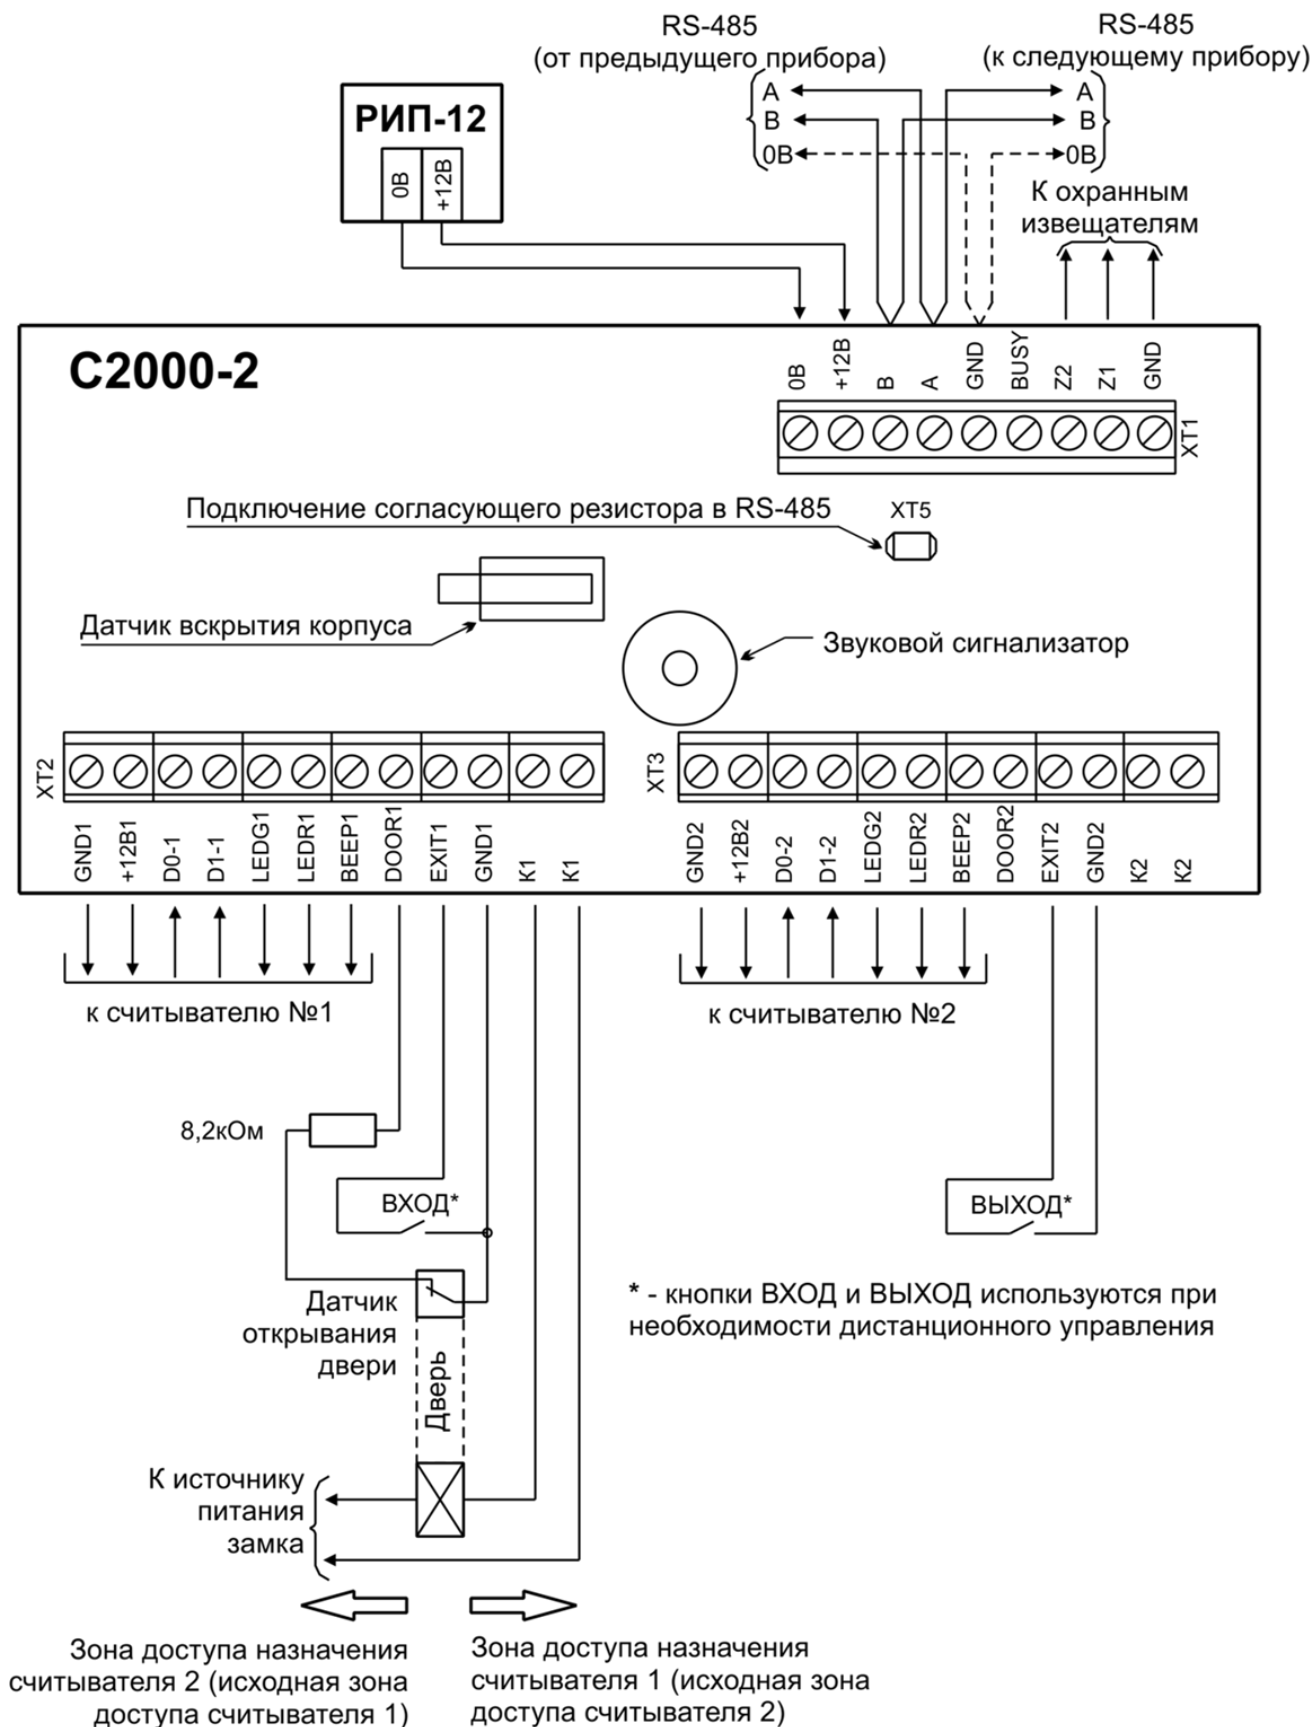 RS-485
(от предыдущего прибора)
RS-485
(к следующему прибору)
A
B
0В
A
B
0В
РИП-12
0В
+12В
К охранным
извещателям
С2000-2
0В
+12В
B
A
GND
BUSY
Z2
Z1
GND
XT1
Подключение согласующего резистора в RS-485
XT5
Датчик вскрытия корпуса
Звуковой сигнализатор
XT2
XT3
GND1
+12В1
D0-1
D1-1
LEDG1
LEDR1
BEEP1
DOOR1
EXIT1
GND1
К1
К1
GND2
+12В2
D0-2
D1-2
LEDG2
LEDR2
BEEP2
DOOR2
EXIT2
GND2
К2
К2
к считывателю №1
к считывателю №2
8,2кОм
ВХОД*
ВЫХОД*
* - кнопки ВХОД и ВЫХОД используются при
необходимости дистанционного управления
Датчик
открывания
двери
Дверь
К источнику
питания
замка
Зона доступа назначения
считывателя 2 (исходная зона
доступа считывателя 1)
Зона доступа назначения
считывателя 1 (исходная зона
доступа считывателя 2)